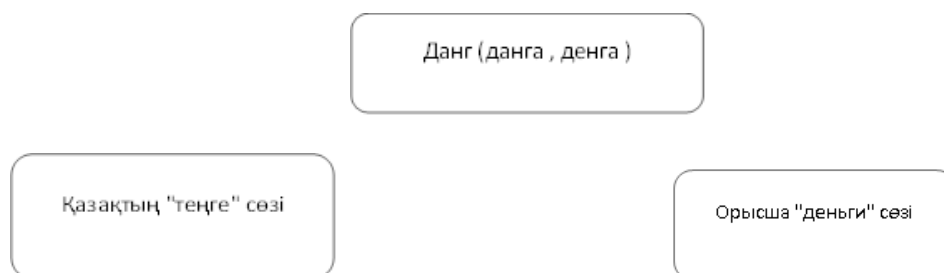 Данг (данга , денга )
Қазақтың "теңге" сөзі
Орысша "деньги" сөзі